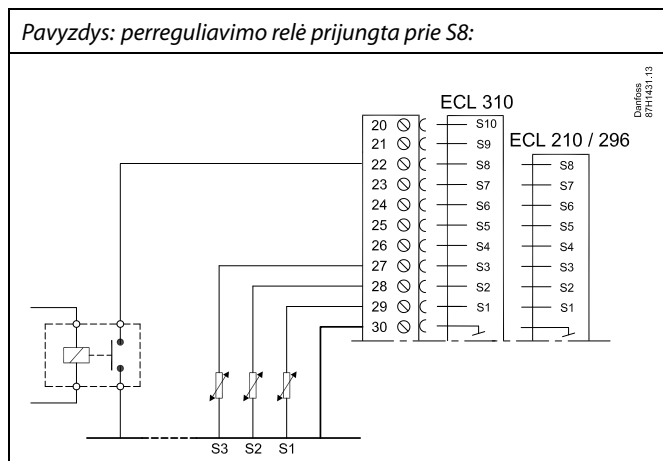 Pavyzdys: perreguliavimo relė prijungta prie S8:
Danfoss
87H1431.13
ECL 310
ECL 210 / 296
20 S10
21 S9
22 S8 S8
23 S7 S7
24 S6 S6
25 S5 S5
26 S4 S4
27 S3 S3
28 S2 S2
29 S1 S1
30
S3 S2 S1